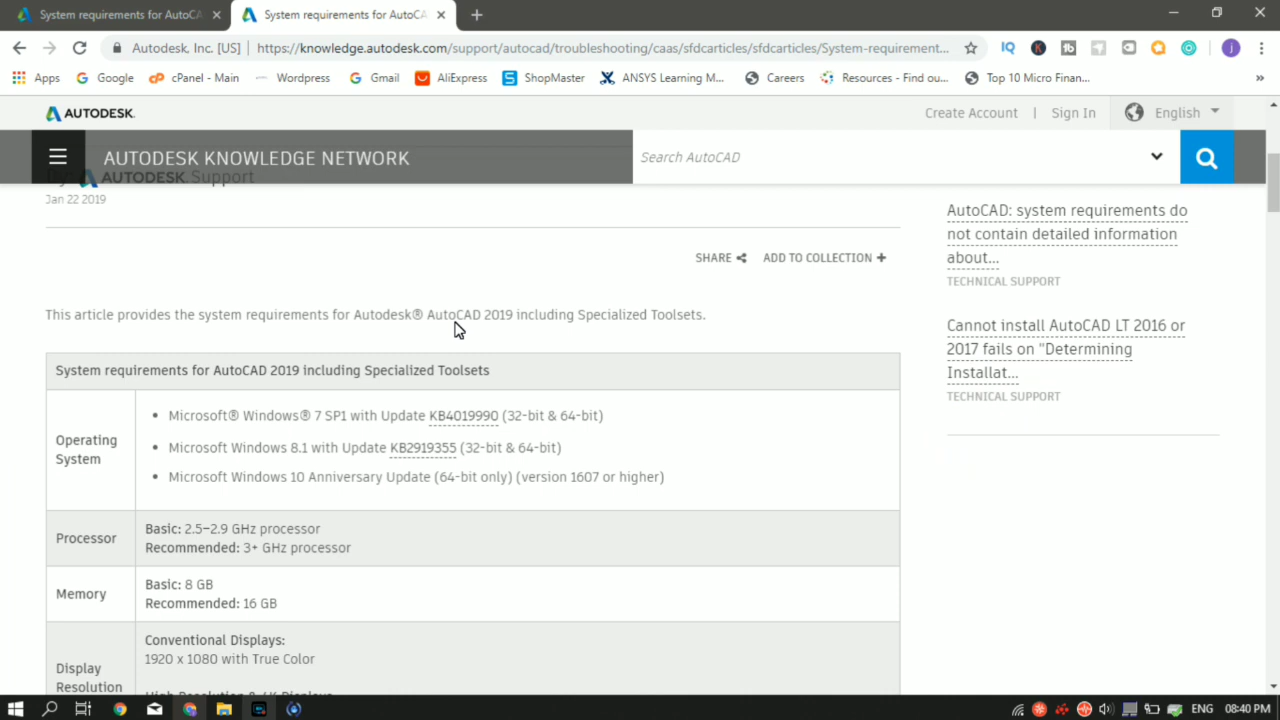 System requirements for AutoCA
System requirements for AutoCA
Autodesk, Inc. [US]
https://knowledge.autodesk.com/support/autocad/troubleshooting/caas/sfdcarticles/sfdcarticles/System-requirement...
IQ
K
J
Apps
Google
cPanel - Main
Wordpress
Gmail
AliExpress
ShopMaster
ANSYS Learning M...
Careers
Resources - Find ou...
Top 10 Micro Finan...
»
AUTODESK.
Create Account | Sign In
English
AUTODESK KNOWLEDGE NETWORK
Search AutoCAD
By: AUTODESK. Support
Jan 22 2019
SHARE
ADD TO COLLECTION +
This article provides the system requirements for Autodesk® AutoCAD 2019 including Specialized Toolsets.
System requirements for AutoCAD 2019 including Specialized Toolsets
Operating
System
• Microsoft® Windows® 7 SP1 with Update KB4019990 (32-bit & 64-bit)
• Microsoft Windows 8.1 with Update KB2919355 (32-bit & 64-bit)
• Microsoft Windows 10 Anniversary Update (64-bit only) (version 1607 or higher)
Processor
Basic: 2.5–2.9 GHz processor
Recommended: 3+ GHz processor
Memory
Basic: 8 GB
Recommended: 16 GB
Display
Resolution
Conventional Displays:
1920 x 1080 with True Color
High Resolution & 4K Displays
AutoCAD: system requirements do
not contain detailed information
about...
TECHNICAL SUPPORT
Cannot install AutoCAD LT 2016 or
2017 fails on "Determining
Installat...
TECHNICAL SUPPORT
ENG
08:40 PM